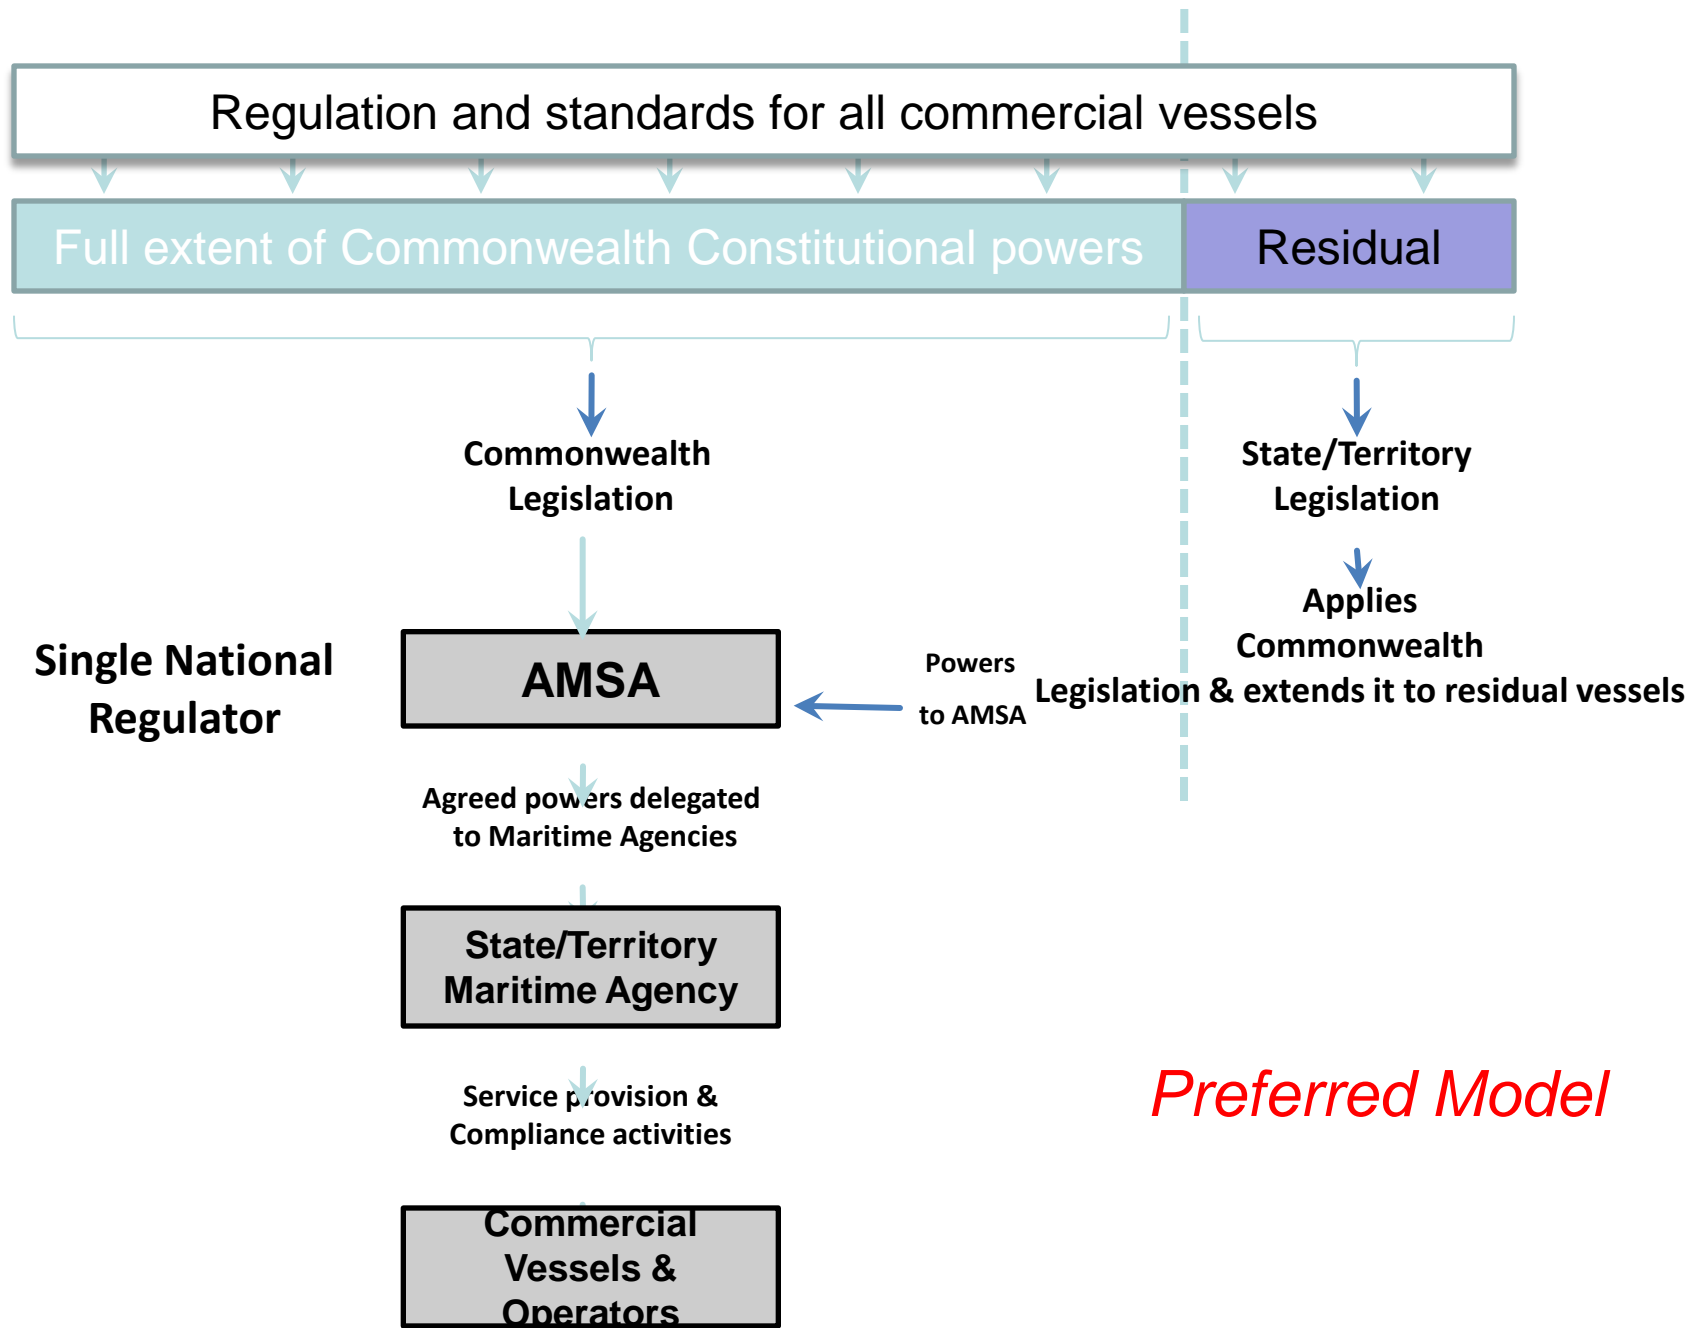 Regulation and standards for all commercial vessels
Full extent of Commonwealth Constitutional powers
Residual
Commonwealth
Legislation
State/Territory
Legislation
Applies
Commonwealth
Legislation & extends it to residual vessels
Single National
Regulator
AMSA
Powers
to AMSA
Agreed powers delegated
to Maritime Agencies
State/Territory
Maritime Agency
Service provision &
Compliance activities
Preferred Model
Commercial
Vessels &
Operators